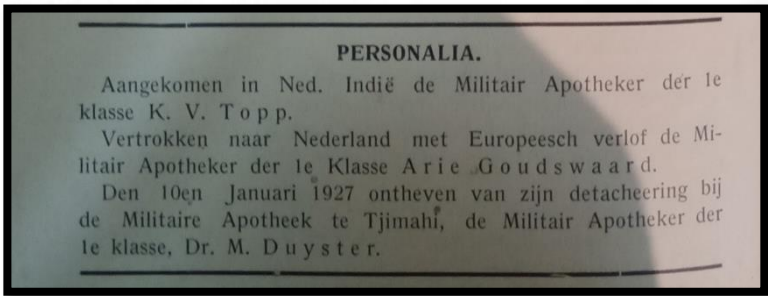 PERSONALIA.
Aangekomen in Ned. Indië de Militair Apotheker der 1e
klasse K. V. Topp.
Vertrokken naar Nederland met Europeesch verlof de Mi-
litair Apotheker der 1e Klasse Arie Goudswaard.
Den 10en Januari 1927 ontheven van zijn detacheering bij
de Militaire Apotheek te Tjimahi, de Militair Apotheker der
1e klasse, Dr. M. Duyster.